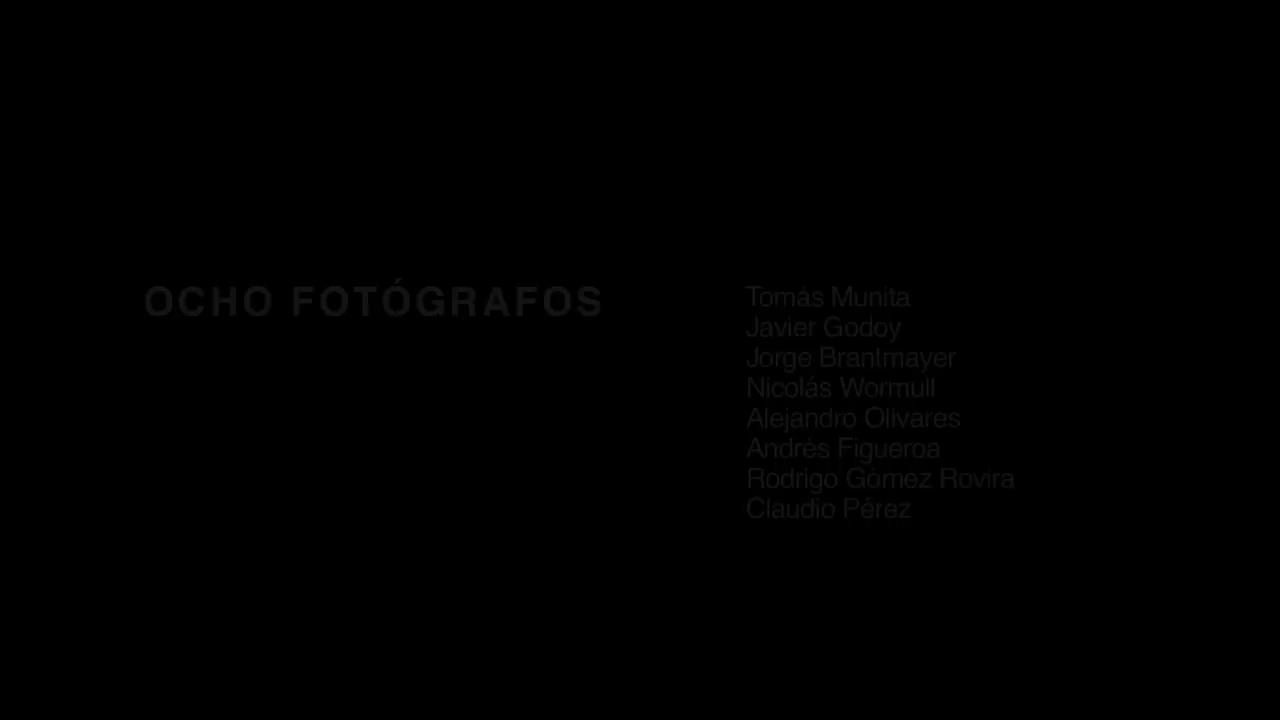 OCHO FOTÓGRAFOS
Tomás Munita
Javier Godoy
Jorge Brantmayer
Nicolás Wormull
Alejandro Olivares
Andrés Figueroa
Rodrigo Gómez Rovira
Claudio Pérez